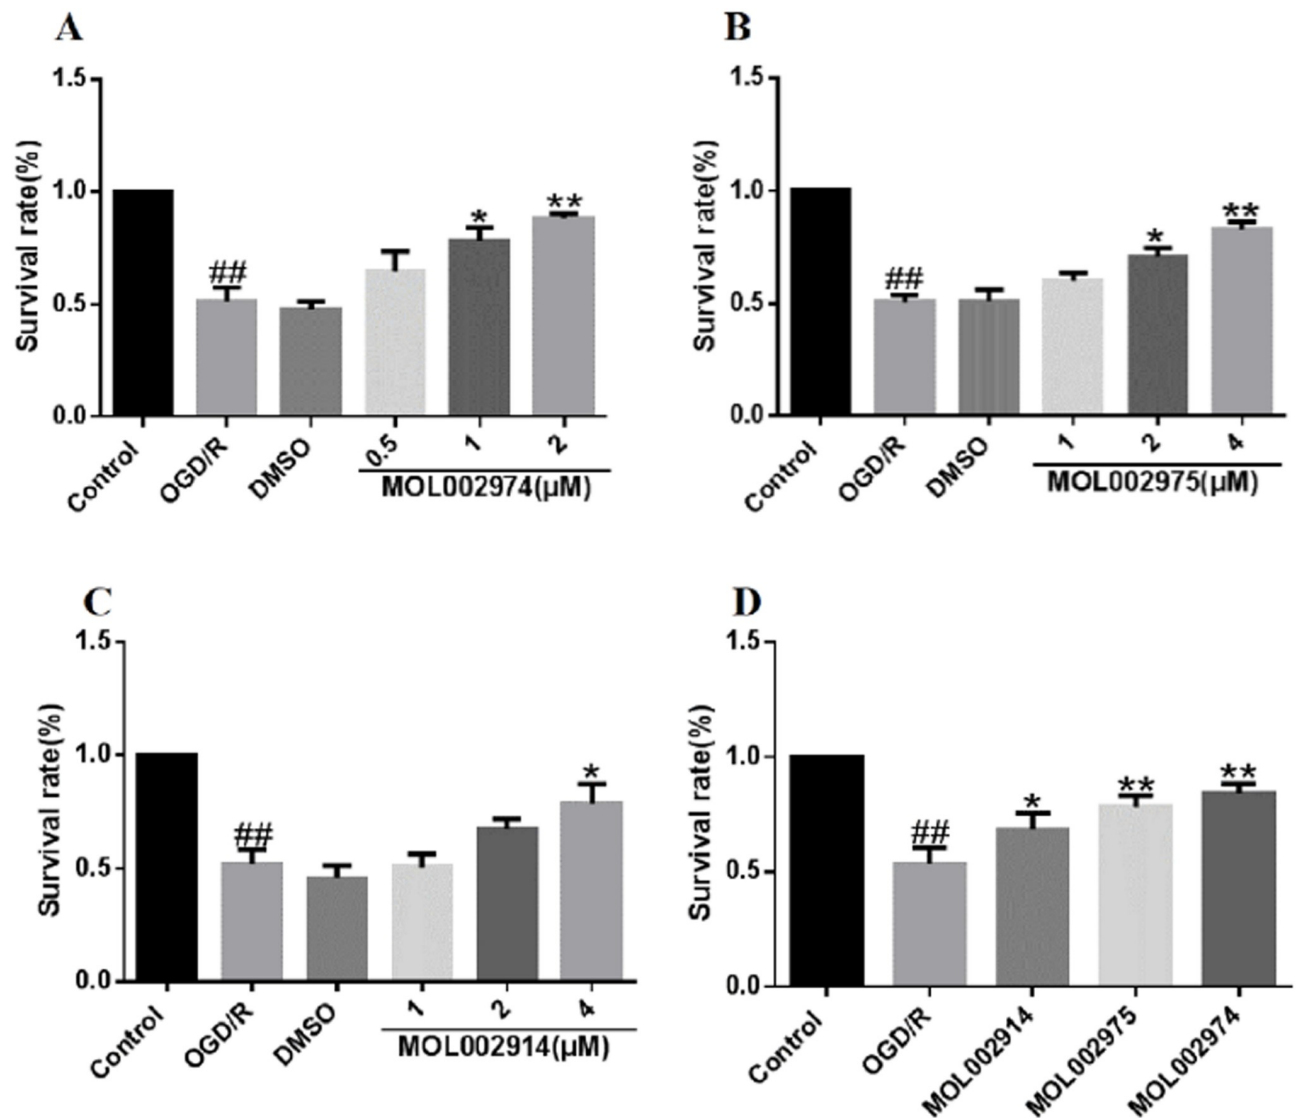 A
Survival rate(%)
1.5
1.0
0.5
0.0
##
*
**
Control
OGD/R
DMSO
0.5
1
2
MOL002974(μM)
B
Survival rate(%)
1.5
1.0
0.5
0.0
##
*
**
Control
OGD/R
DMSO
1
2
4
MOL002975(μM)
C
Survival rate(%)
1.5
1.0
0.5
0.0
##
*
Control
OGD/R
DMSO
1
2
4
MOL002914(μM)
D
Survival rate(%)
1.5
1.0
0.5
0.0
##
*
**
**
Control
OGD/R
MOL002914
MOL002975
MOL002974